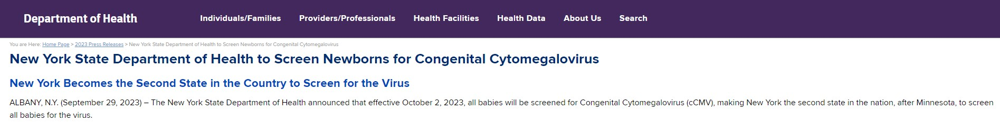 Department of Health Individuals/Families Providers/Professionals Health Facilities Health Data About Us Search
You are Here: Home Page > 2023 Press Releases > New York State Department of Health to Screen Newborns for Congenital Cytomegalovirus
New York State Department of Health to Screen Newborns for Congenital Cytomegalovirus
New York Becomes the Second State in the Country to Screen for the Virus
ALBANY, N.Y. (September 29, 2023) – The New York State Department of Health announced that effective October 2, 2023, all babies will be screened for Congenital Cytomegalovirus (cCMV), making New York the second state in the nation, after Minnesota, to screen
all babies for the virus.